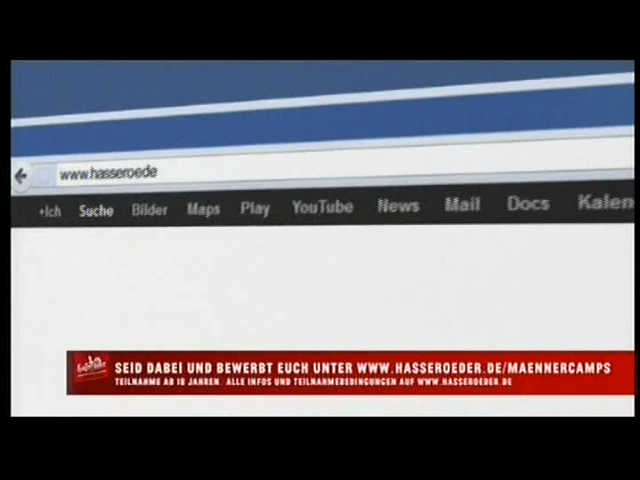 www.hasseroede
+Ich Suche Bilder Maps Play YouTube News Mail Docs Kalen
Hasseröder
SEID DABEI UND BEWERBT EUCH UNTER WWW.HASSEROEDER.DE/MAENNERCAMPS
TEILNAHME AB 18 JAHREN. ALLE INFOS UND TEILNAHMEBEDINGUNGEN AUF WWW.HASSEROEDER.DE